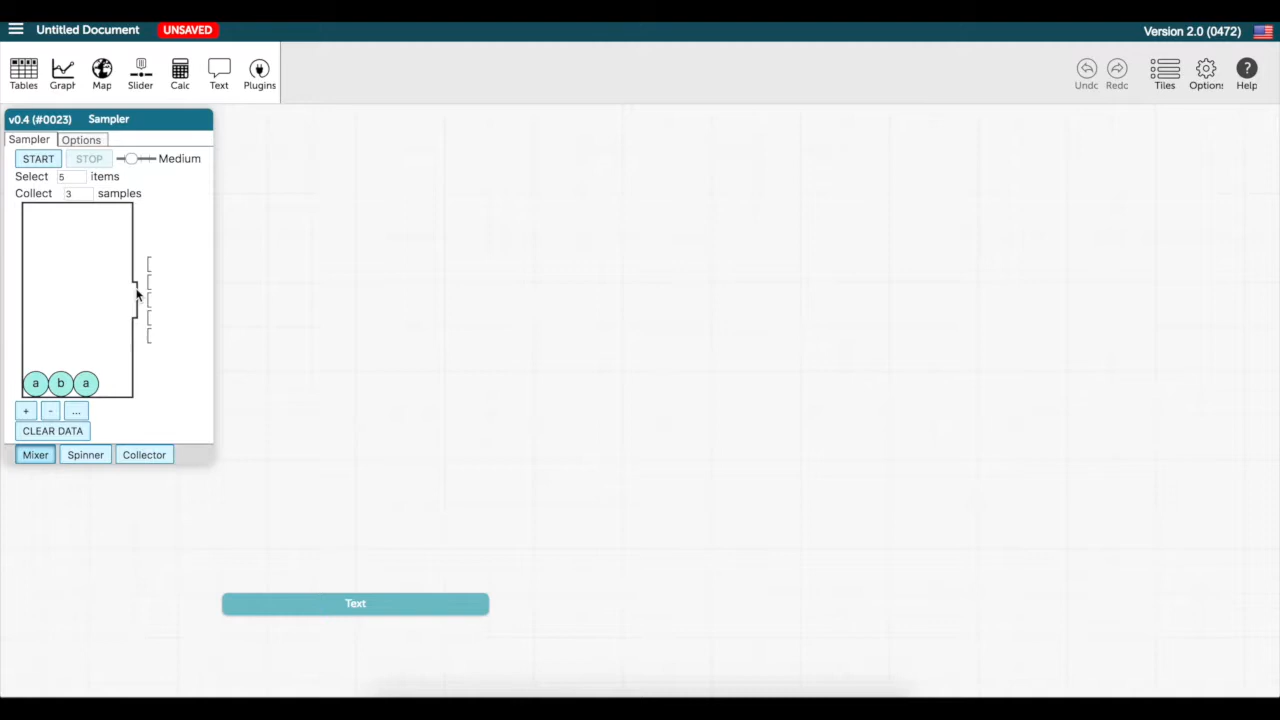 Untitled Document UNSAVED Version 2.0 (0472)
Tables Graph Map Slider Calc Text Plugins Undo Redo Tiles Options Help
v0.4 (#0023) Sampler
Sampler Options
START STOP Medium
Select 5 items
Collect 3 samples
a b a
+ - ...
CLEAR DATA
Mixer Spinner Collector
Text